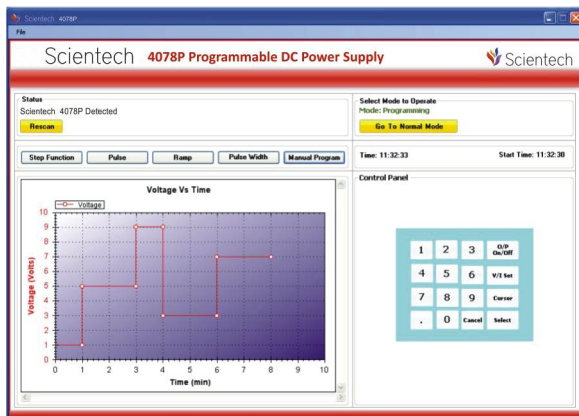 Scientech 4078P
File
Scientech 4078P Programmable DC Power Supply
Scientech
Status
Scientech 4078P Detected
Rescan
Select Mode to Operate
Mode: Programming
Go To Normal Mode
Step Function Pulse Ramp Pulse Width Manual Program
Time: 11:32:33 Start Time: 11:32:30
Voltage Vs Time
Voltage
Voltage (Volts)
10
9
8
7
6
5
4
3
2
1
0
0 1 2 3 4 5 6 7 8 9 10
Time (min)
Control Panel
1 2 3 O/P On/Off
4 5 6 V/I Set
7 8 9 Cursor
. 0 Cancel Select